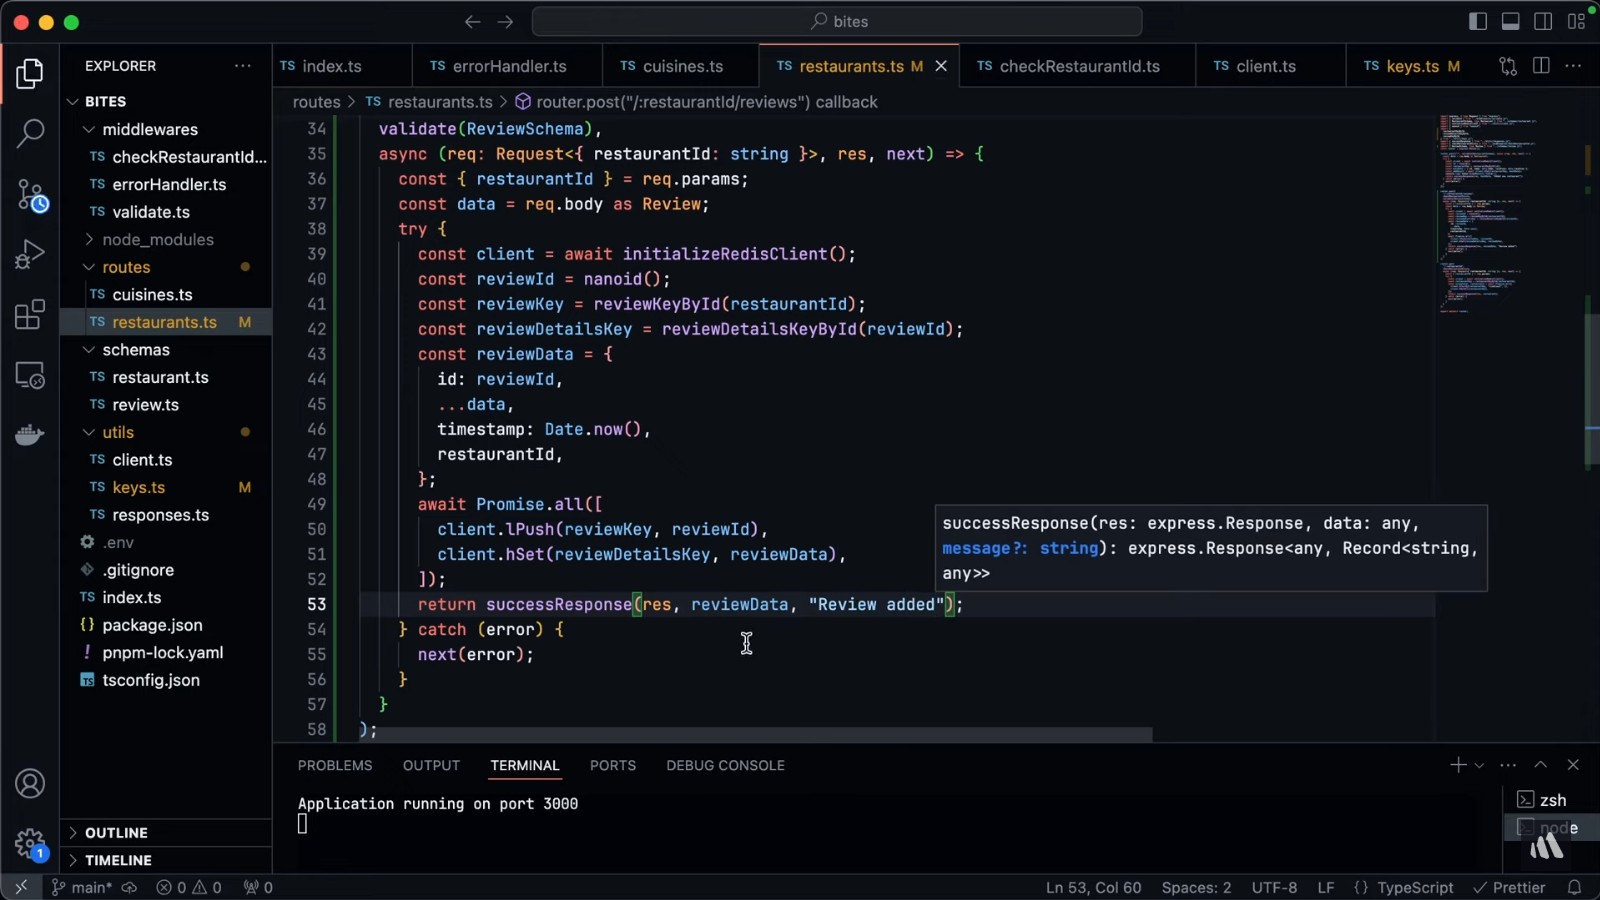 bites
EXPLORER
BITES
middlewares
TS checkRestaurantId...
TS errorHandler.ts
TS validate.ts
node_modules
routes
TS cuisines.ts
TS restaurants.ts M
schemas
TS restaurant.ts
TS review.ts
utils
TS client.ts
TS keys.ts M
TS responses.ts
.env
.gitignore
TS index.ts
{} package.json
! pnpm-lock.yaml
TS tsconfig.json
OUTLINE
TIMELINE
1
TS index.ts
TS errorHandler.ts
TS cuisines.ts
TS restaurants.ts M
TS checkRestaurantId.ts
TS client.ts
TS keys.ts M
routes > TS restaurants.ts > router.post("/:restaurantId/reviews") callback
34 validate(ReviewSchema),
35 async (req: Request<{ restaurantId: string }>, res, next) => {
36 const { restaurantId } = req.params;
37 const data = req.body as Review;
38 try {
39 const client = await initializeRedisClient();
40 const reviewId = nanoid();
41 const reviewKey = reviewKeyById(restaurantId);
42 const reviewDetailsKey = reviewDetailsKeyById(reviewId);
43 const reviewData = {
44 id: reviewId,
45 ...data,
46 timestamp: Date.now(),
47 restaurantId,
48 };
49 await Promise.all([
50 client.lPush(reviewKey, reviewId),
51 client.hSet(reviewDetailsKey, reviewData),
52 ]);
53 return successResponse(res, reviewData, "Review added");
54 } catch (error) {
55 next(error);
56 }
57 }
58 );
successResponse(res: express.Response, data: any,
message?: string): express.Response<any, Record<string,
any>>
PROBLEMS OUTPUT TERMINAL PORTS DEBUG CONSOLE
Application running on port 3000
zsh
node
main* 0 0 0
Ln 53, Col 60 Spaces: 2 UTF-8 LF {} TypeScript Prettier